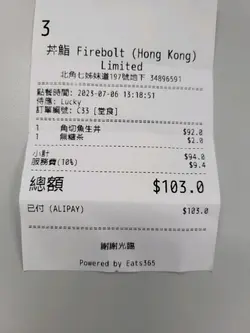 3
丼鮨 Firebolt (Hong Kong)
Limited
北角七姊妹道197號地下 34896591
點餐時間: 2023-07-06 13:18:51
侍應: Lucky
訂單編號: C33 [堂食]
1 角切魚生丼 $92.0
1 無糖茶 $2.0
小計 $94.0
服務費(10%) $9.4
總額 $103.0
已付 (ALIPAY) $103.0
謝謝光臨
Powered by Eats365